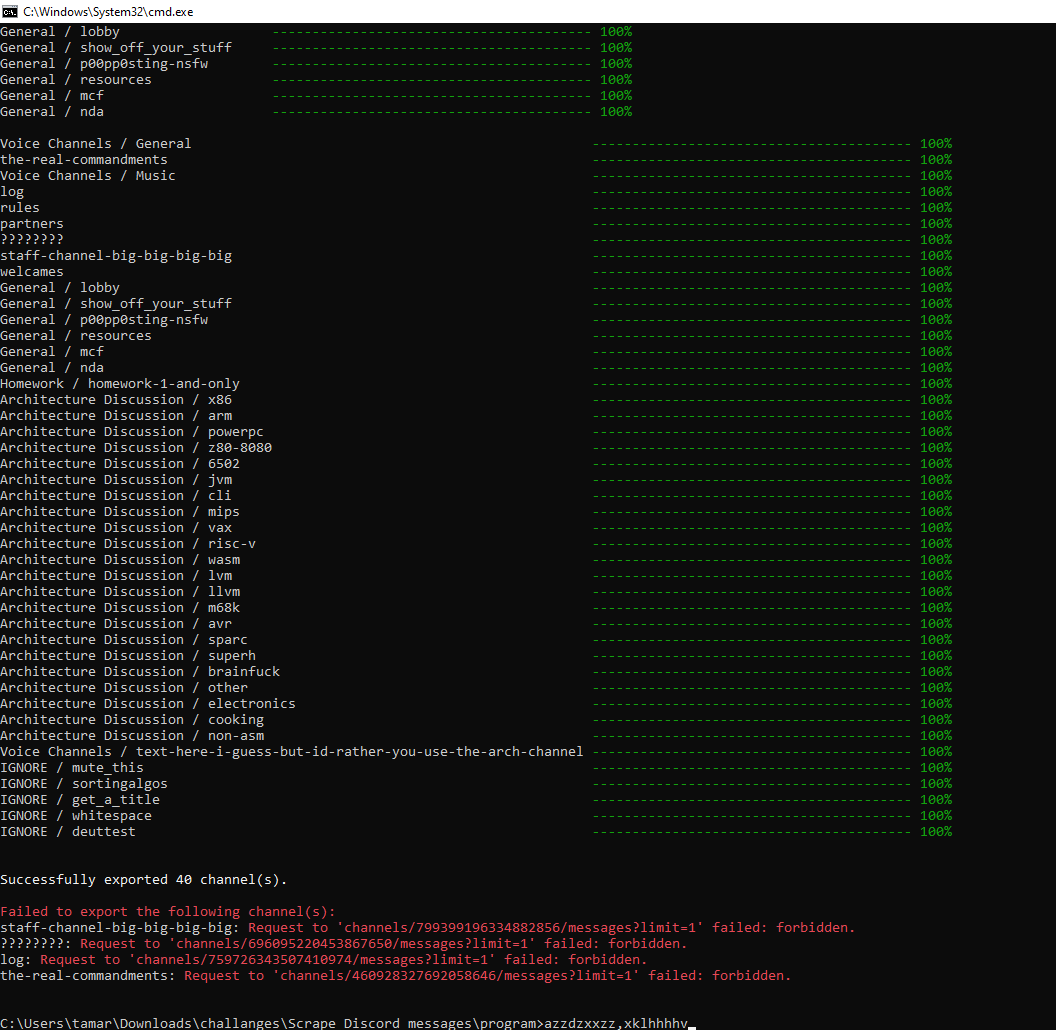 C:\Windows\System32\cmd.exe
General / lobby ---------------------------------------- 100%
General / show_off_your_stuff ---------------------------------------- 100%
General / p00pp0sting-nsfw ---------------------------------------- 100%
General / resources ---------------------------------------- 100%
General / mcf ---------------------------------------- 100%
General / nda ---------------------------------------- 100%
Voice Channels / General ---------------------------------------- 100%
the-real-commandments ---------------------------------------- 100%
Voice Channels / Music ---------------------------------------- 100%
log ---------------------------------------- 100%
rules ---------------------------------------- 100%
partners ---------------------------------------- 100%
???????? ---------------------------------------- 100%
staff-channel-big-big-big-big ---------------------------------------- 100%
welcames ---------------------------------------- 100%
General / lobby ---------------------------------------- 100%
General / show_off_your_stuff ---------------------------------------- 100%
General / p00pp0sting-nsfw ---------------------------------------- 100%
General / resources ---------------------------------------- 100%
General / mcf ---------------------------------------- 100%
General / nda ---------------------------------------- 100%
Homework / homework-1-and-only ---------------------------------------- 100%
Architecture Discussion / x86 ---------------------------------------- 100%
Architecture Discussion / arm ---------------------------------------- 100%
Architecture Discussion / powerpc ---------------------------------------- 100%
Architecture Discussion / z80-8080 ---------------------------------------- 100%
Architecture Discussion / 6502 ---------------------------------------- 100%
Architecture Discussion / jvm ---------------------------------------- 100%
Architecture Discussion / cli ---------------------------------------- 100%
Architecture Discussion / mips ---------------------------------------- 100%
Architecture Discussion / vax ---------------------------------------- 100%
Architecture Discussion / risc-v ---------------------------------------- 100%
Architecture Discussion / wasm ---------------------------------------- 100%
Architecture Discussion / lvm ---------------------------------------- 100%
Architecture Discussion / llvm ---------------------------------------- 100%
Architecture Discussion / m68k ---------------------------------------- 100%
Architecture Discussion / avr ---------------------------------------- 100%
Architecture Discussion / sparc ---------------------------------------- 100%
Architecture Discussion / superh ---------------------------------------- 100%
Architecture Discussion / brainfuck ---------------------------------------- 100%
Architecture Discussion / other ---------------------------------------- 100%
Architecture Discussion / electronics ---------------------------------------- 100%
Architecture Discussion / cooking ---------------------------------------- 100%
Architecture Discussion / non-asm ---------------------------------------- 100%
Voice Channels / text-here-i-guess-but-id-rather-you-use-the-arch-channel ---------------------------------------- 100%
IGNORE / mute_this ---------------------------------------- 100%
IGNORE / sortingalgos ---------------------------------------- 100%
IGNORE / get_a_title ---------------------------------------- 100%
IGNORE / whitespace ---------------------------------------- 100%
IGNORE / deuttest ---------------------------------------- 100%
Successfully exported 40 channel(s).
Failed to export the following channel(s):
staff-channel-big-big-big-big: Request to 'channels/799399196334882856/messages?limit=1' failed: forbidden.
????????: Request to 'channels/696095220453867650/messages?limit=1' failed: forbidden.
log: Request to 'channels/759726343507410974/messages?limit=1' failed: forbidden.
the-real-commandments: Request to 'channels/460928327692058646/messages?limit=1' failed: forbidden.
C:\Users\tamar\Downloads\challanges\Scrape Discord messages\program>azzdzxxzz,xklhhhhv_